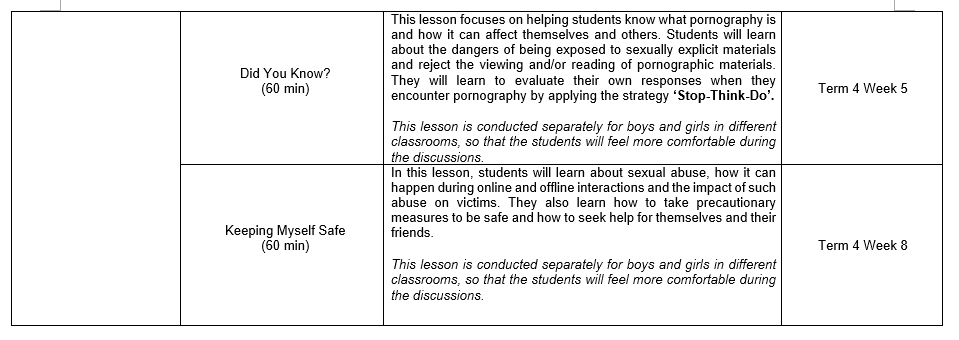 This lesson focuses on helping students know what pornography is
and how it can affect themselves and others. Students will learn
about the dangers of being exposed to sexually explicit materials
and reject the viewing and/or reading of pornographic materials.
They will learn to evaluate their own responses when they
encounter pornography by applying the strategy ‘Stop-Think-Do’.
Did You Know?
(60 min)
Term 4 Week 5
This lesson is conducted separately for boys and girls in different
classrooms, so that the students will feel more comfortable during
the discussions.
In this lesson, students will learn about sexual abuse, how it can
happen during online and offline interactions and the impact of such
abuse on victims. They also learn how to take precautionary
measures to be safe and how to seek help for themselves and their
friends.
Keeping Myself Safe
(60 min)
Term 4 Week 8
This lesson is conducted separately for boys and girls in different
classrooms, so that the students will feel more comfortable during
the discussions.